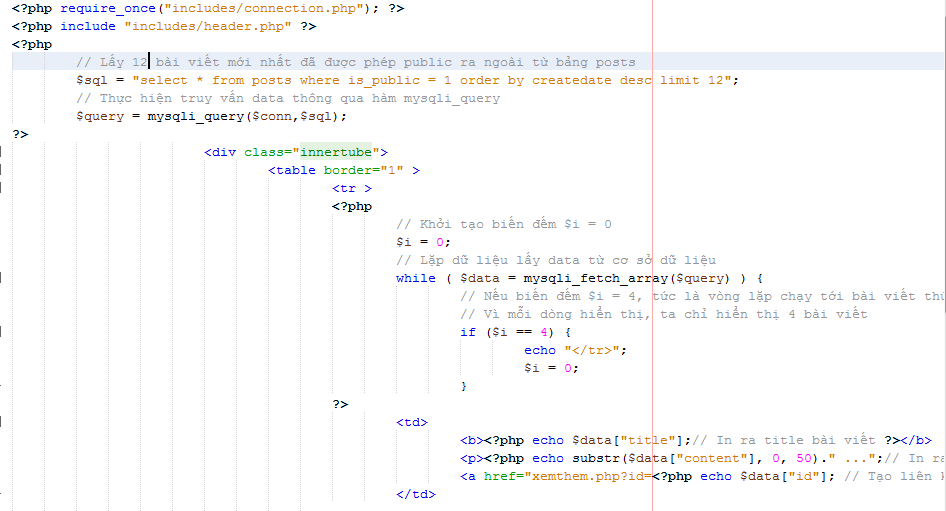 <?php require_once("includes/connection.php"); ?>
<?php include "includes/header.php" ?>
<?php
// Lấy 12 bài viết mới nhất đã được phép public ra ngoài từ bảng posts
$sql = "select * from posts where is_public = 1 order by createdate desc limit 12";
// Thực hiện truy vấn data thông qua hàm mysqli_query
$query = mysqli_query($conn,$sql);
?>
<div class="innertube">
<table border="1" >
<tr >
<?php
// Khởi tạo biến đếm $i = 0
$i = 0;
// Lặp dữ liệu lấy data từ cơ sở dữ liệu
while ( $data = mysqli_fetch_array($query) ) {
// Nếu biến đếm $i = 4, tức là vòng lặp chạy tới bài viết
// Vì mỗi dòng hiển thị, ta chỉ hiển thị 4 bài viết
if ($i == 4) {
echo "</tr>";
$i = 0;
}
?>
<td>
<b><?php echo $data["title"];// In ra title bài viết ?></b>
<p><?php echo substr($data["content"], 0, 50)." ...";// In ra
<a href="xemthem.php?id=<?php echo $data["id"]; // Tạo liên
</td>